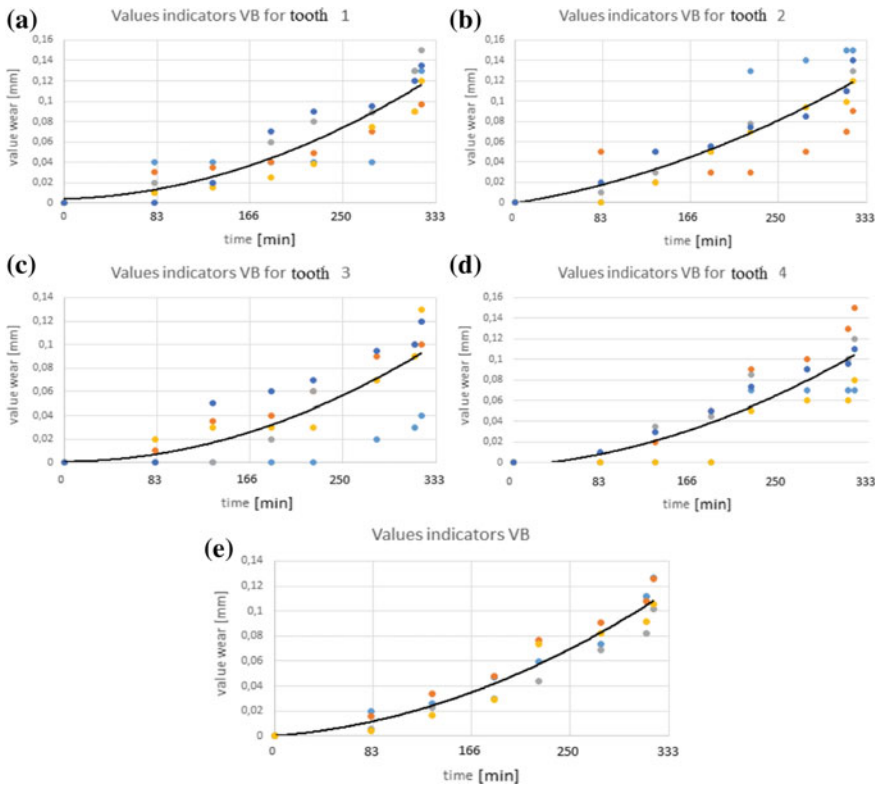 (a)
Values indicators VB for tooth 1
0,16
0,14
0,12
0,1
0,08
0,06
0,04
0,02
0
value wear [mm]
0 83 166 250 333
time [min]
(b)
Values indicators VB for tooth 2
0,16
0,14
0,12
0,1
0,08
0,06
0,04
0,02
0
value wear [mm]
0 83 166 250 333
time [min]
(c)
Values indicators VB for tooth 3
0,14
0,12
0,1
0,08
0,06
0,04
0,02
0
value wear [mm]
0 83 166 250 333
time [min]
(d)
Values indicators VB for tooth 4
0,16
0,14
0,12
0,1
0,08
0,06
0,04
0,02
0
value wear [mm]
0 83 166 250 333
time [min]
(e)
Values indicators VB
0,14
0,12
0,1
0,08
0,06
0,04
0,02
0
value wear [mm]
0 83 166 250 333
time [min]